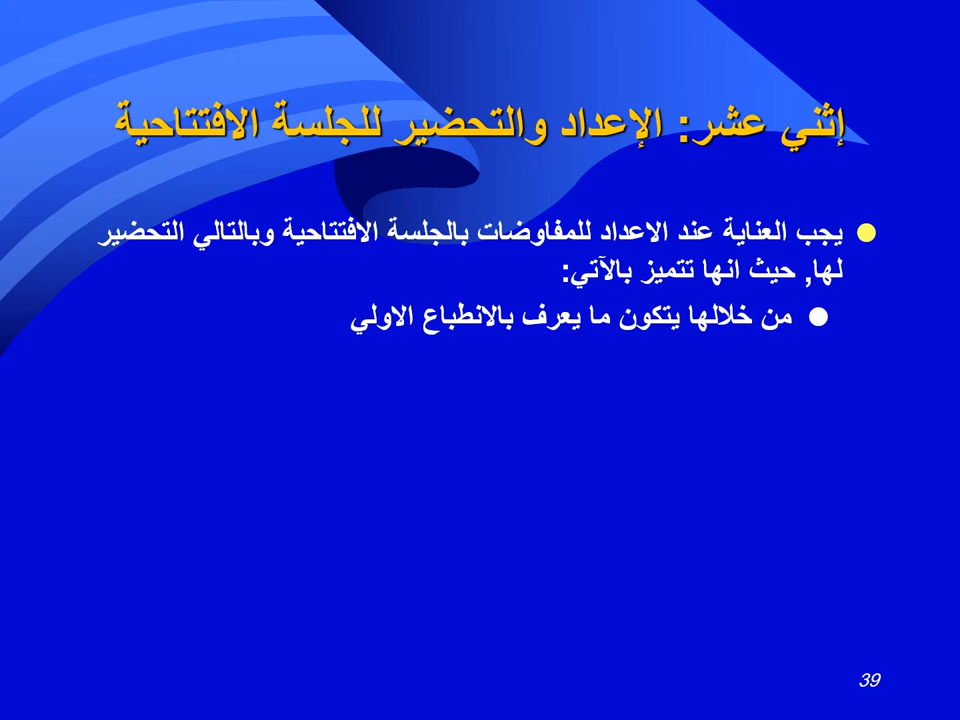 إثني عشر: الإعداد والتحضير للجلسة الافتتاحية
يجب العناية عند الاعداد للمفاوضات بالجلسة الافتتاحية وبالتالي التحضير
لها, حيث انها تتميز بالآتي:
من خلالها يتكون ما يعرف بالانطباع الاولي
39